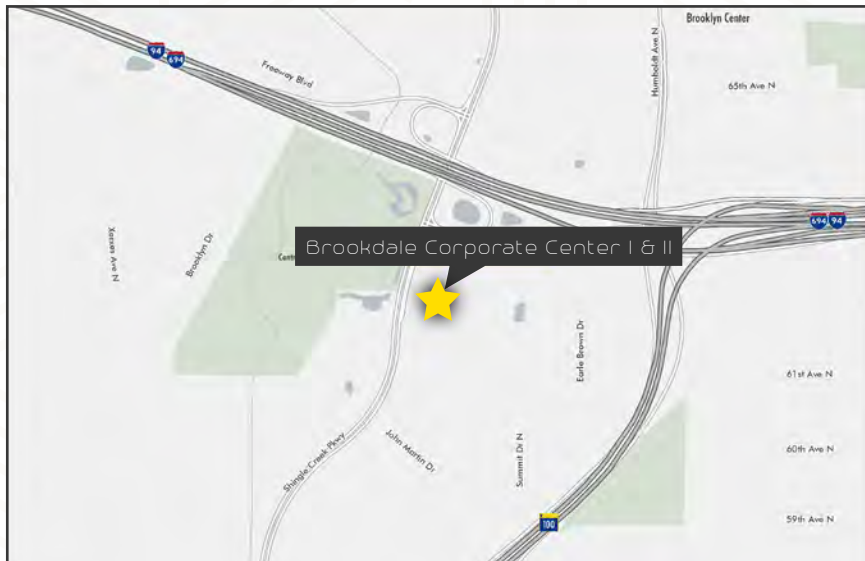 Brooklyn Center
94
694
Freeway Blvd
Humboldt Ave N
65th Ave N
694
94
Xerxes Ave N
Brooklyn Dr
Brookdale Corporate Center I & II
Earle Brown Dr
61st Ave N
Shingle Creek Pkwy
John Martin Dr
Summit Dr N
60th Ave N
100
59th Ave N